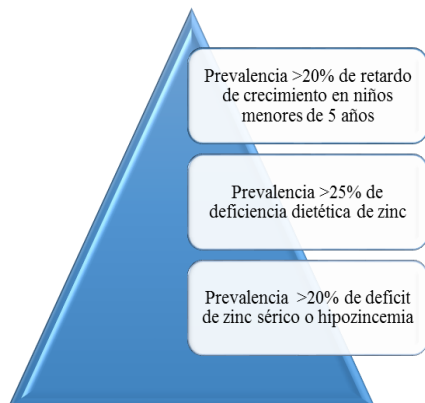 Prevalencia >20% de retardo
de crecimiento en niños
menores de 5 años
Prevalencia >25% de
deficiencia dietética de zinc
Prevalencia >20% de deficit
de zinc sérico o hipozincemia